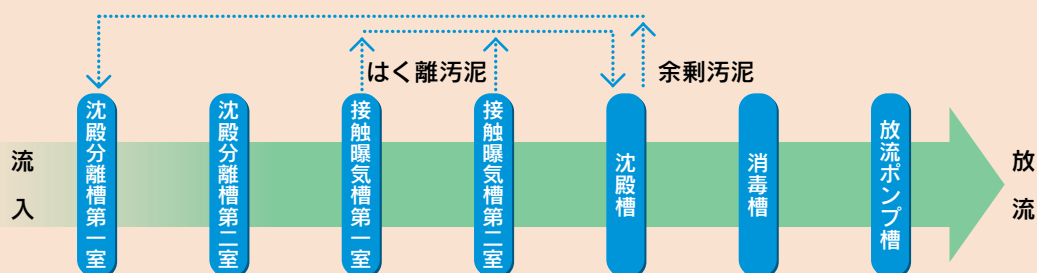 はく離汚泥
余剰汚泥
流入
沈殿分離槽第一室
沈殿分離槽第二室
接触曝気槽第一室
接触曝気槽第二室
沈殿槽
消毒槽
放流ポンプ槽
放流